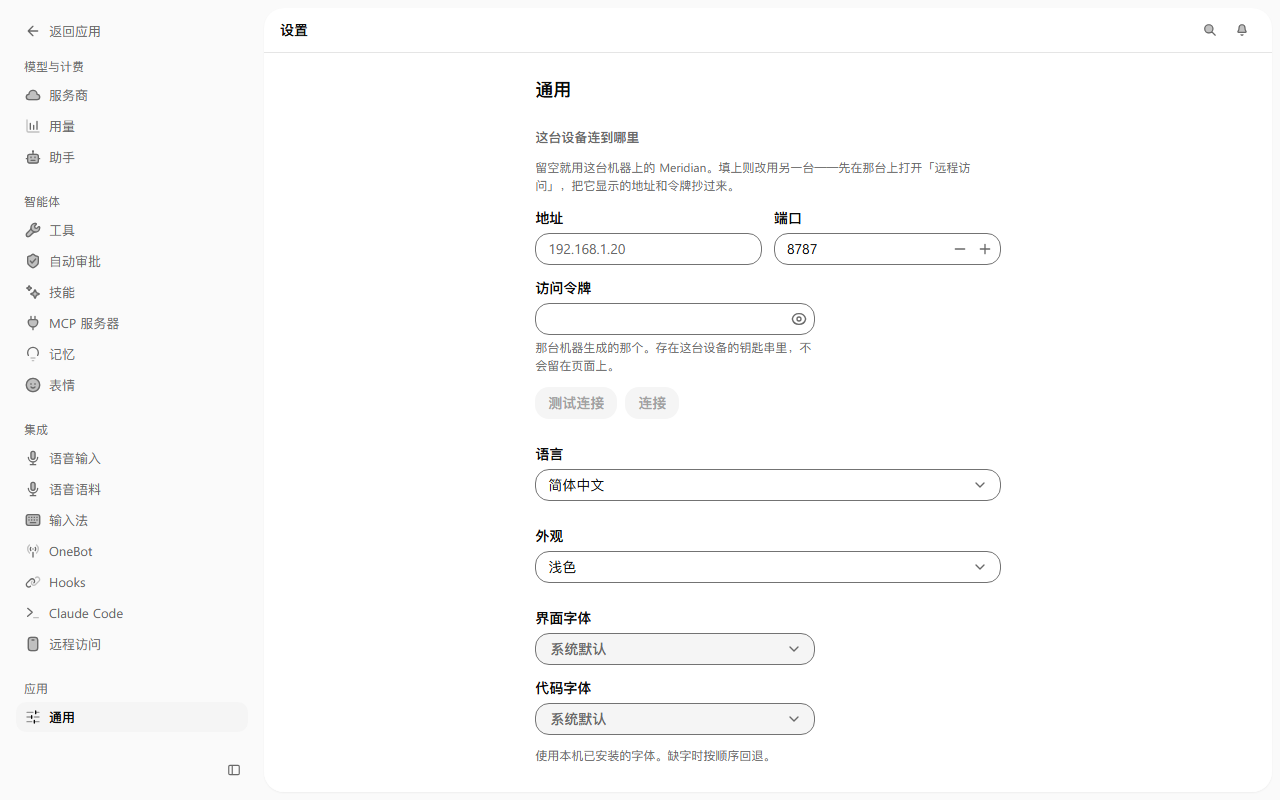 返回应用
模型与计费
服务商
用量
助手
智能体
工具
自动审批
技能
MCP 服务器
记忆
表情
集成
语音输入
语音语料
输入法
OneBot
Hooks
Claude Code
远程访问
应用
通用
设置
通用
这台设备连到哪里
留空就用这台机器上的 Meridian。填上则改用另一台——先在那台上打开「远程访
问」，把它显示的地址和令牌抄过来。
地址
端口
192.168.1.20
8787
访问令牌
那台机器生成的那个。存在这台设备的钥匙串里，不
会留在页面上。
测试连接
连接
语言
简体中文
外观
浅色
界面字体
系统默认
代码字体
系统默认
使用本机已安装的字体。缺字时按顺序回退。